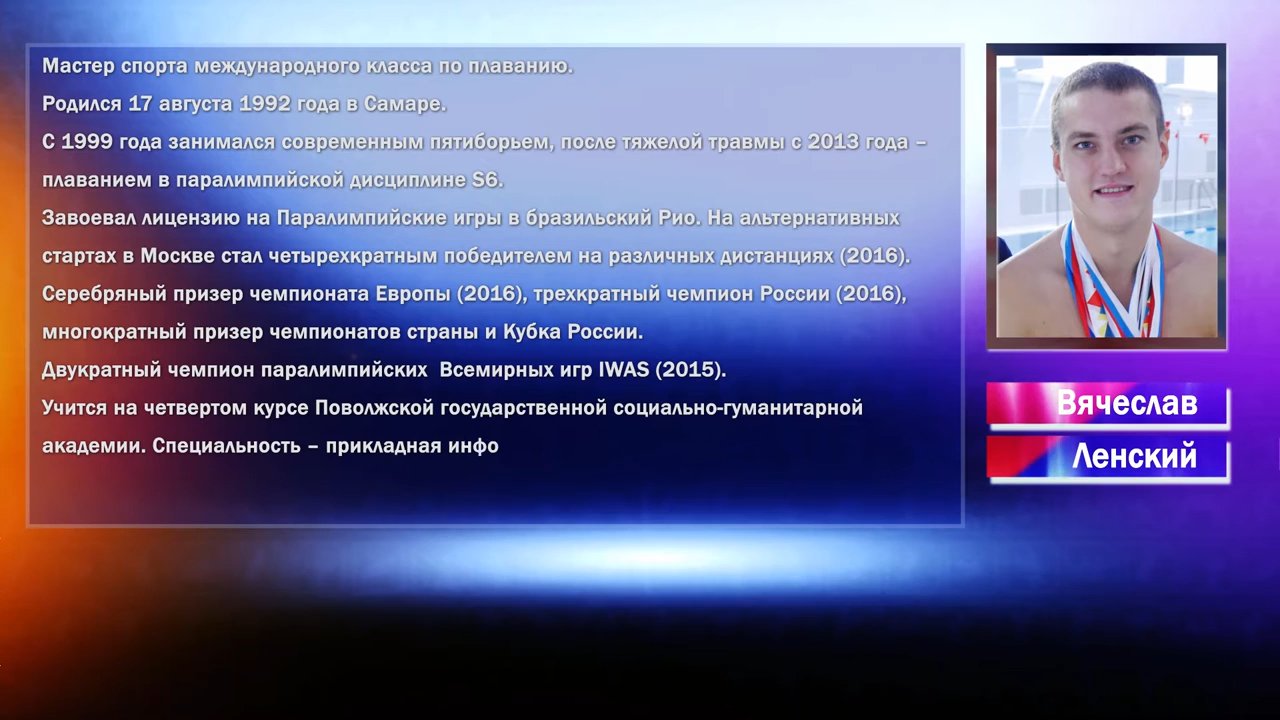 Мастер спорта международного класса по плаванию.
Родился 17 августа 1992 года в Самаре.
С 1999 года занимался современным пятиборьем, после тяжелой травмы с 2013 года –
плаванием в паралимпийской дисциплине S6.
Завоевал лицензию на Паралимпийские игры в бразильский Рио. На альтернативных
стартах в Москве стал четырехкратным победителем на различных дистанциях (2016).
Серебряный призер чемпионата Европы (2016), трехкратный чемпион России (2016),
многократный призер чемпионатов страны и Кубка России.
Двукратный чемпион паралимпийских  Всемирных игр IWAS (2015).
Учится на четвертом курсе Поволжской государственной социально-гуманитарной
академии. Специальность – прикладная инфо
Вячеслав
Ленский